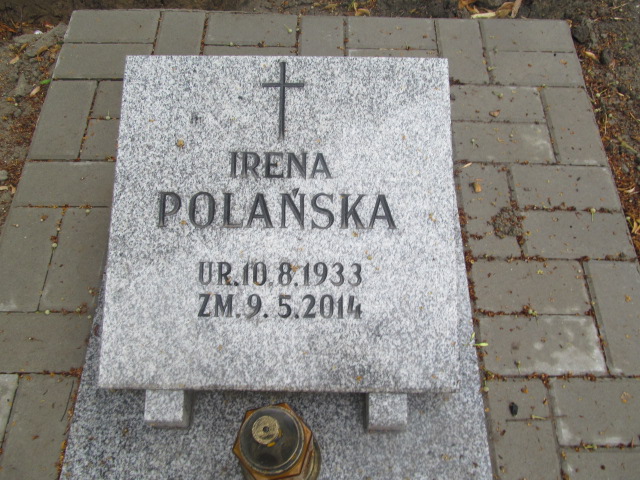 IRENA
POLAŃSKA
UR.10.8.1933
ZM.9.5.2014